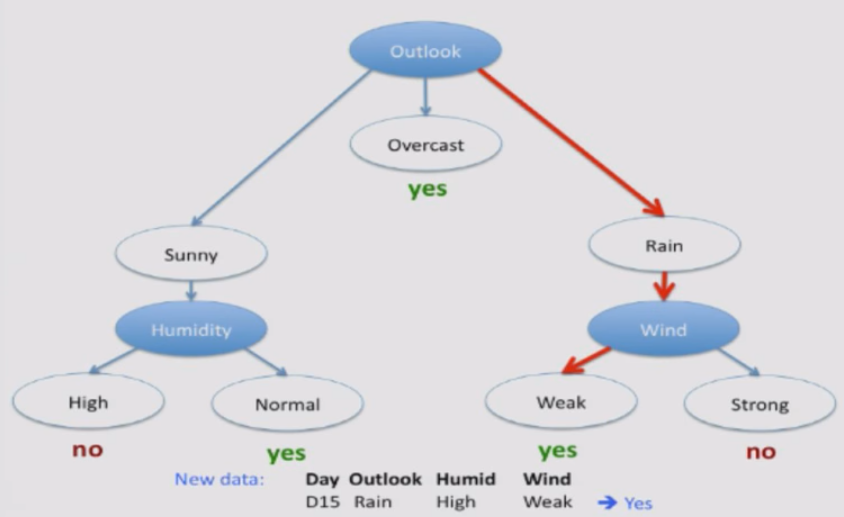 Outlook
Overcast
yes
Sunny
Rain
Humidity
Wind
High
Normal
Weak
Strong
no
yes
yes
no
New data: Day Outlook Humid Wind
D15 Rain High Weak → Yes